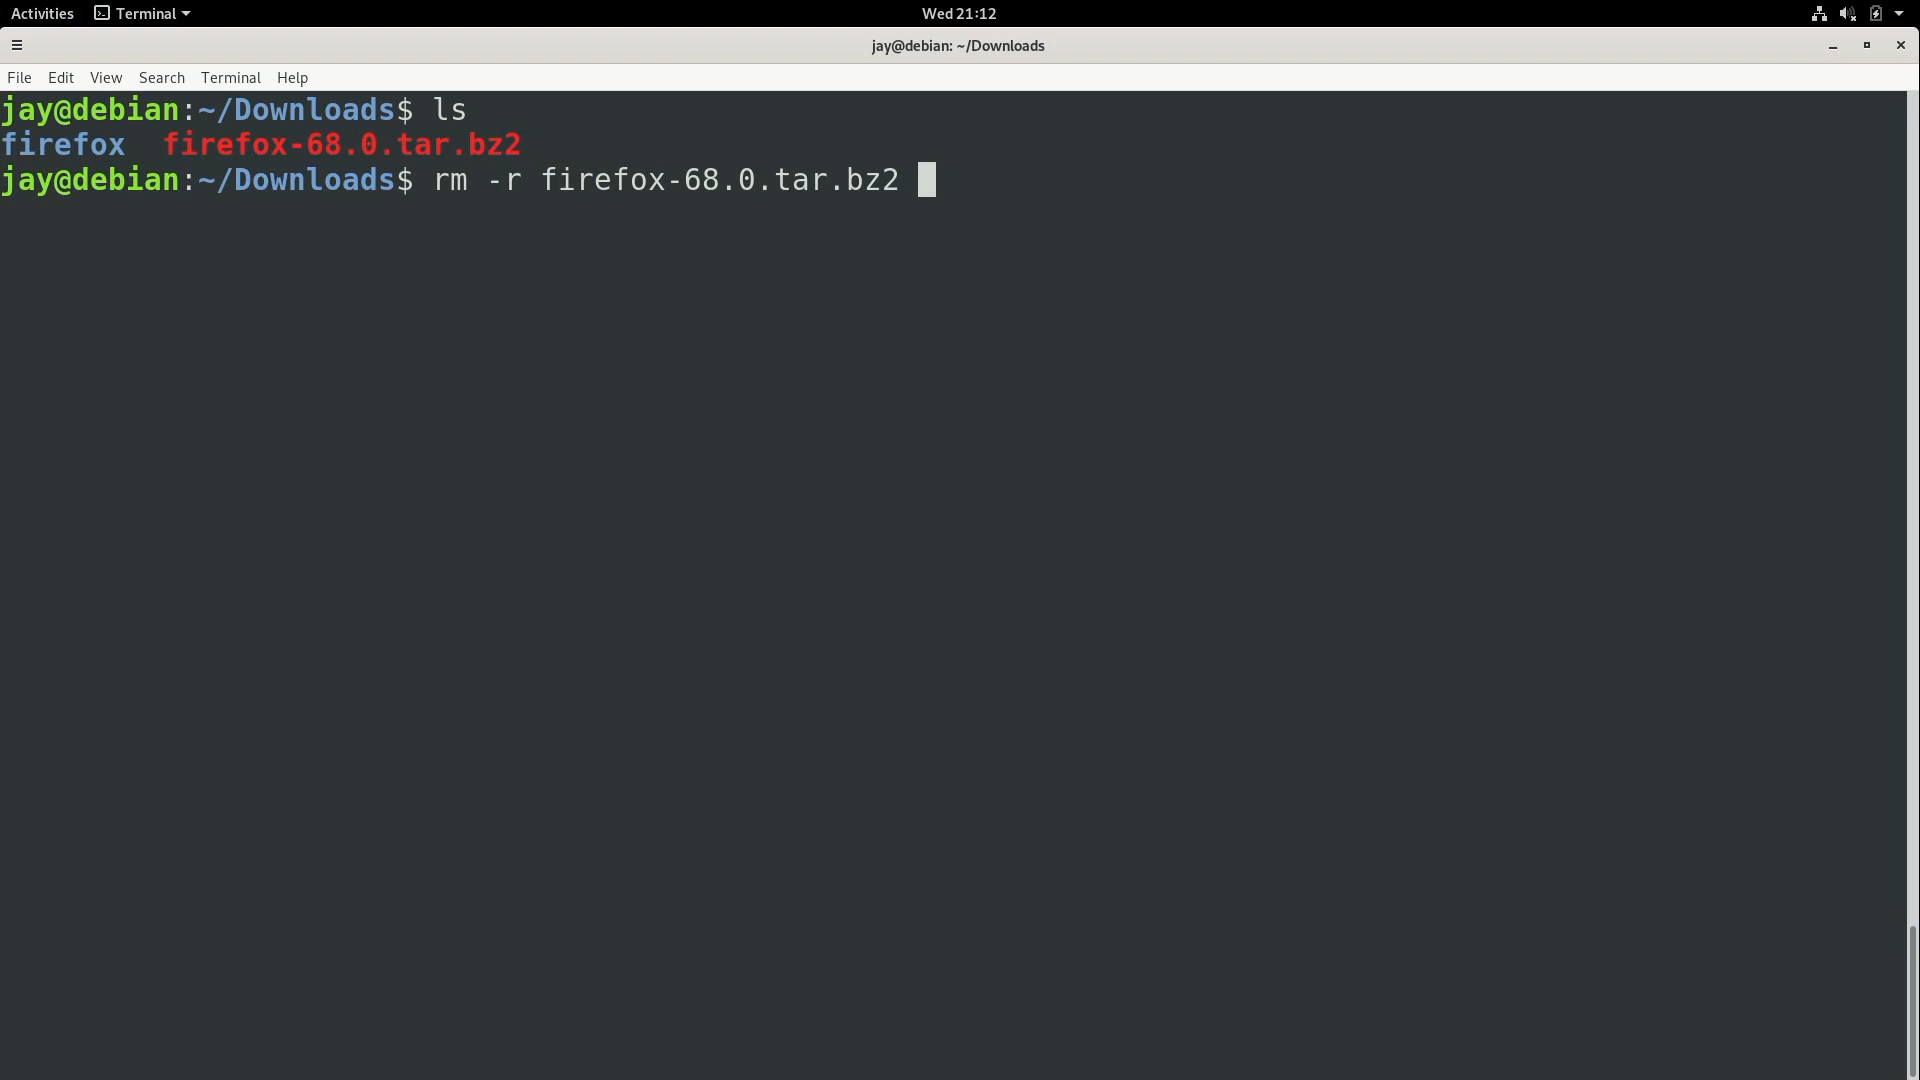 Activities Terminal Wed 21:12
jay@debian: ~/Downloads
File Edit View Search Terminal Help
jay@debian:~/Downloads$ ls
firefox  firefox-68.0.tar.bz2
jay@debian:~/Downloads$ rm -r firefox-68.0.tar.bz2